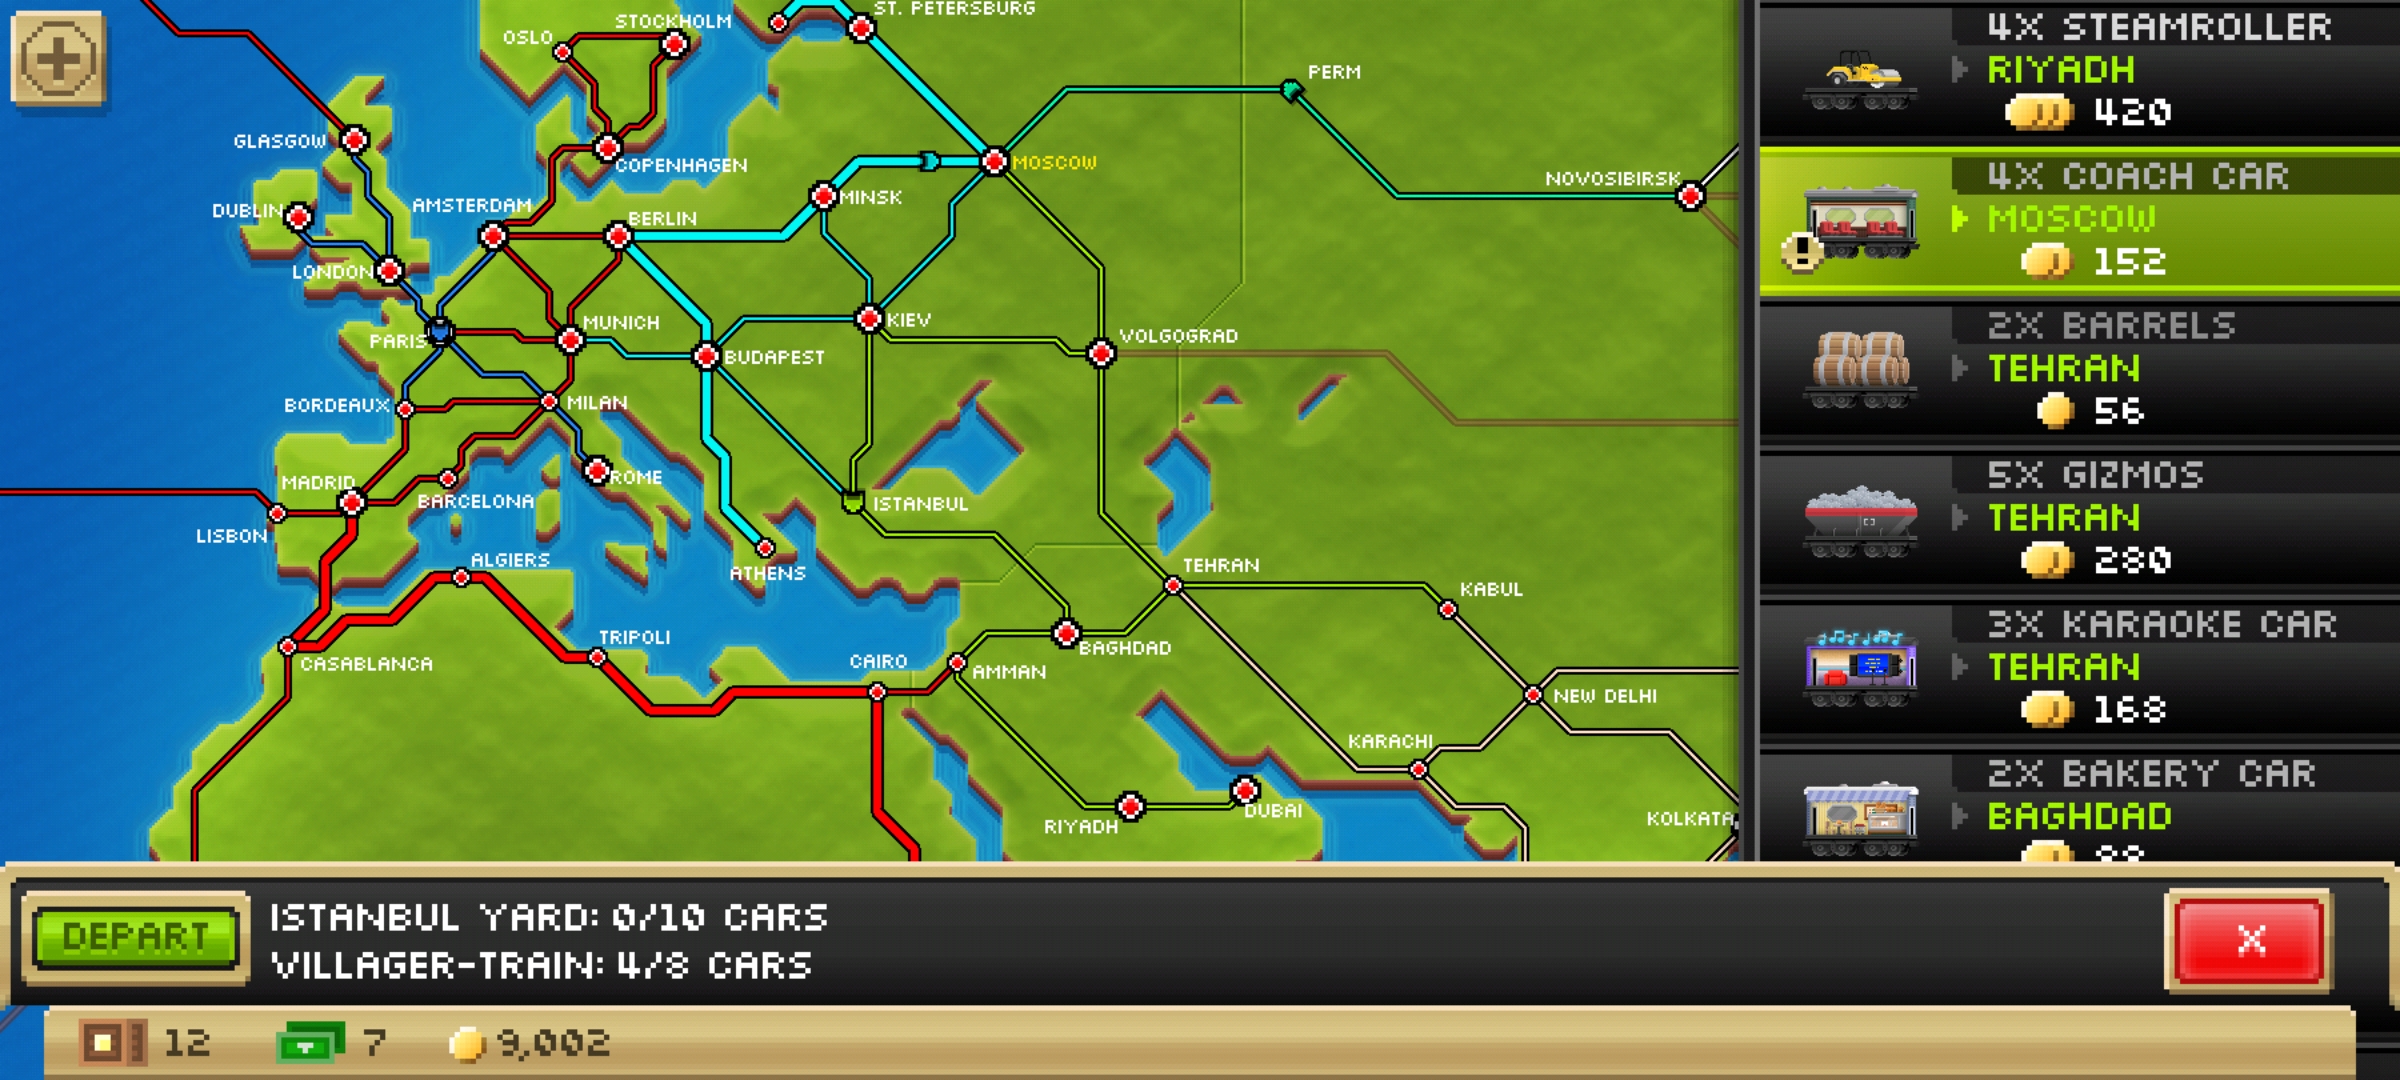 ST. PETERSBURG
STOCKHOLM
OSLO
PERM
GLASGOW
COPENHAGEN
MOSCOW
NOVOSIBIRSK
DUBLIN
AMSTERDAM
BERLIN
MINSK
LONDON
PARIS
MUNICH
KIEV
VOLGOGRAD
BUDAPEST
BORDEAUX
MILAN
MADRID
ROME
BARCELONA
ISTANBUL
LISBON
ALGIERS
ATHENS
TEHRAN
KABUL
TRIPOLI
CASABLANCA
CAIRO
BAGHDAD
AMMAN
NEW DELHI
KARACHI
RIYADH
DUBAI
KOLKATA
4X STEAMROLLER
RIYADH
420
4X COACH CAR
MOSCOW
152
2X BARRELS
TEHRAN
56
5X GIZMOS
TEHRAN
280
3X KARAOKE CAR
TEHRAN
168
2X BAKERY CAR
BAGHDAD
DEPART
ISTANBUL YARD: 0/10 CARS
VILLAGER-TRAIN: 4/8 CARS
X
12
7
9,002